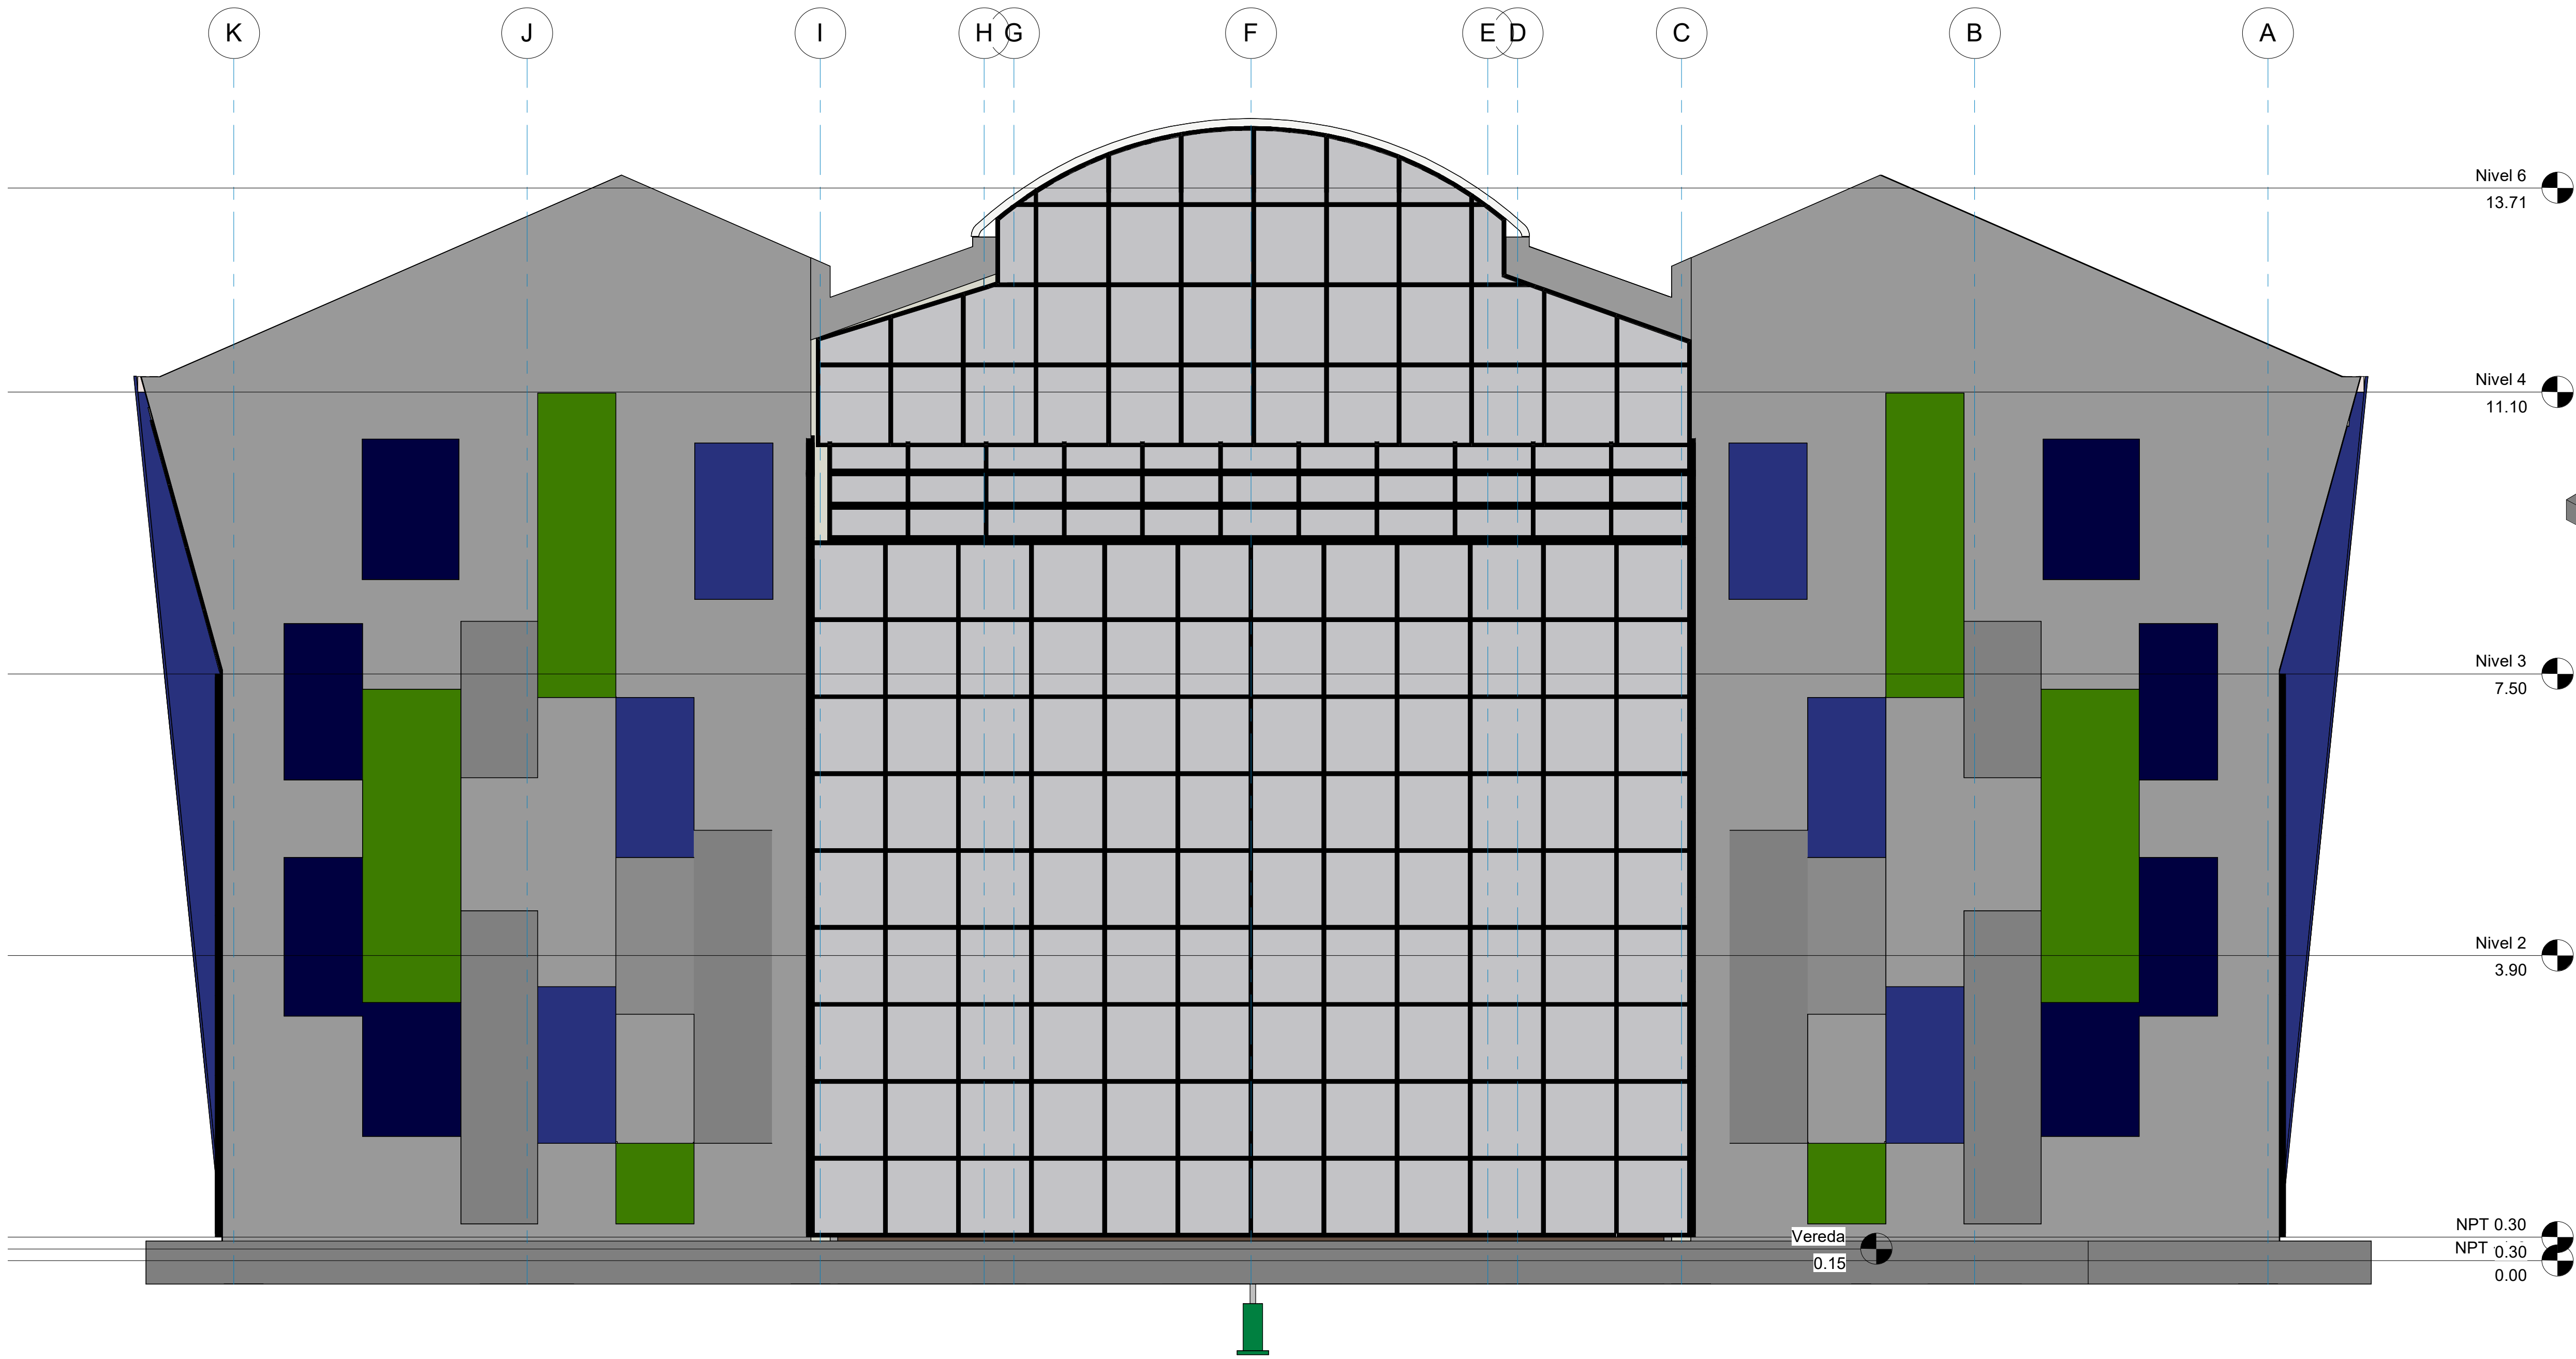 K
J
I
H
G
F
E
D
C
B
A
Nivel 6
13.71
Nivel 4
11.10
Nivel 3
7.50
Nivel 2
3.90
NPT 0.30
0.30
NPT
0.00
Vereda
0.15